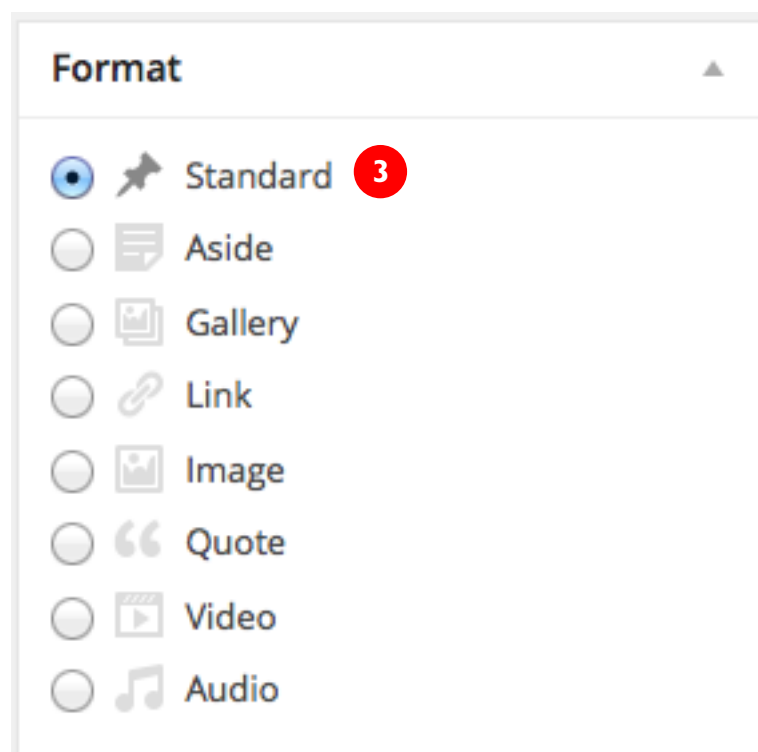 Format
Standard 3
Aside
Gallery
Link
Image
Quote
Video
Audio